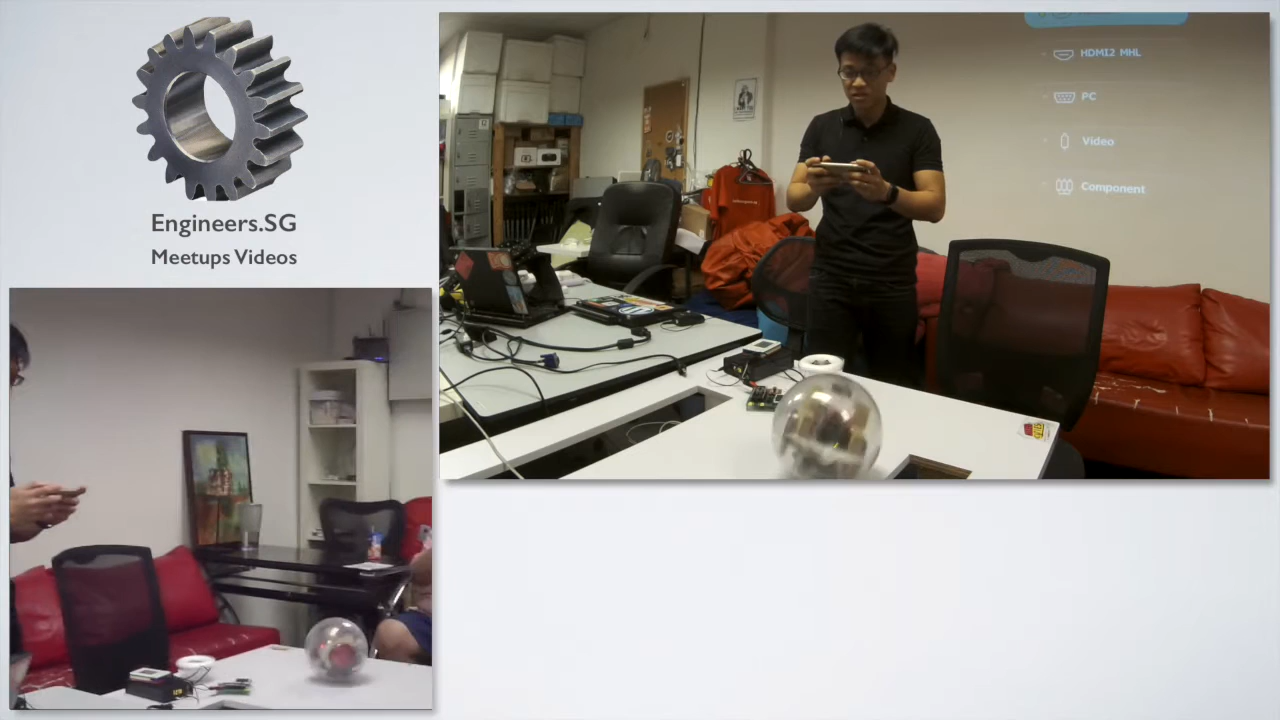 Engineers.SG
Meetups Videos
HDMI2 MHL
PC
Video
Component